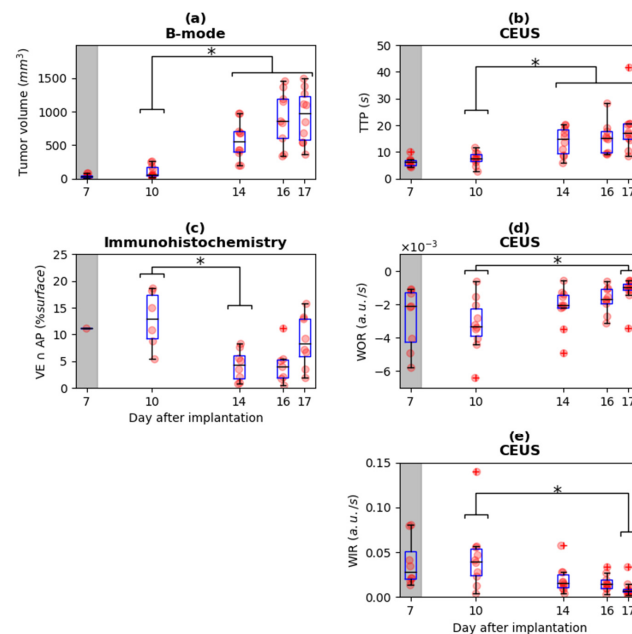 (a)
B-mode
Tumor volume (mm³)
1500
1000
500
0
*
7 10 14 16 17
(b)
CEUS
TTP (s)
50
40
30
20
10
0
*
7 10 14 16 17
(c)
Immunohistochemistry
VE ∩ AP (%surface)
25
20
15
10
5
0
*
7 10 14 16 17
Day after implantation
(d)
CEUS
×10⁻³
WOR (a.u./s)
0
−2
−4
−6
*
7 10 14 16 17
(e)
CEUS
WIR (a.u./s)
0.15
0.10
0.05
0.00
*
7 10 14 16 17
Day after implantation